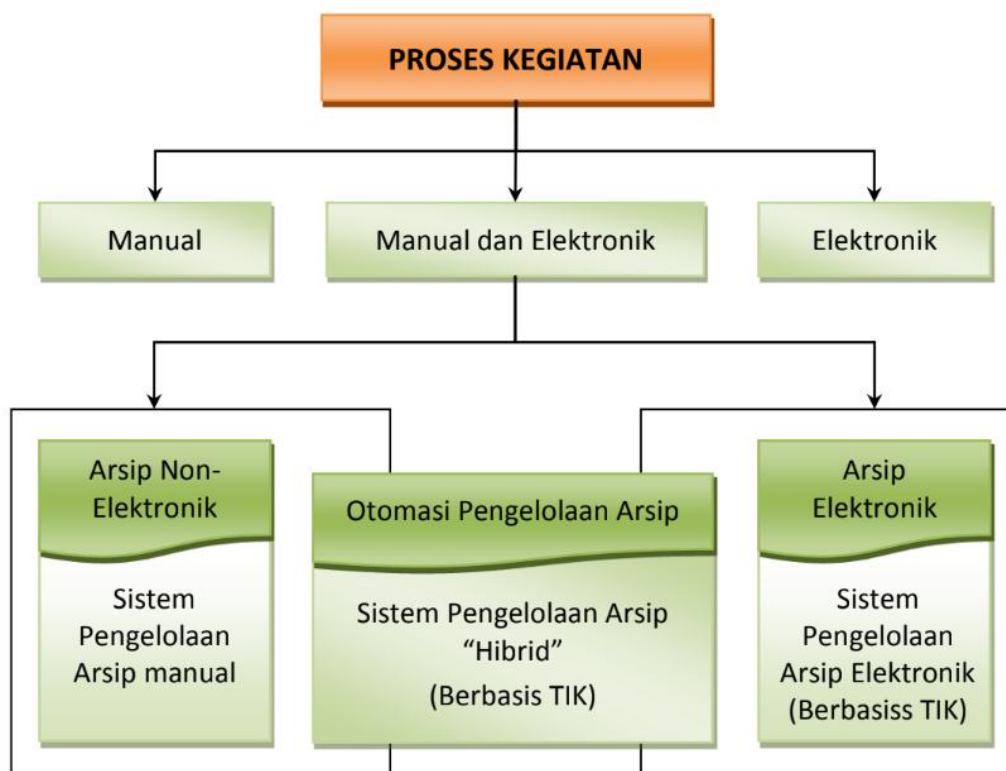 PROSES KEGIATAN
Manual
Manual dan Elektronik
Elektronik
Arsip Non-
Elektronik
Sistem
Pengelolaan
Arsip manual
Otomasi Pengelolaan Arsip
Sistem Pengelolaan Arsip
“Hibrid”
(Berbasis TIK)
Arsip
Elektronik
Sistem
Pengelolaan
Arsip Elektronik
(Berbasiss TIK)